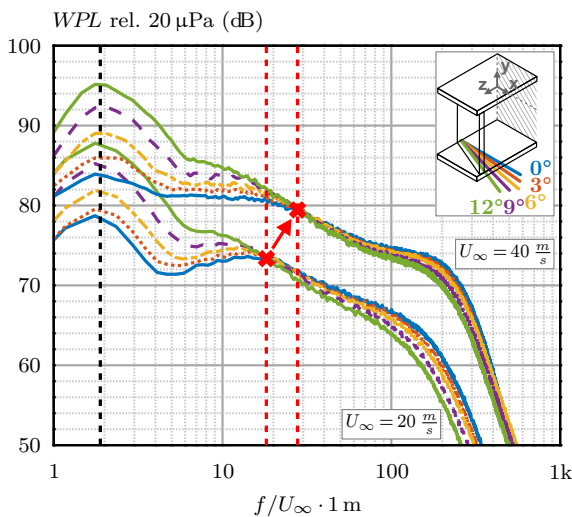 WPL rel. 20 µPa (dB)
100
90
80
70
60
50
y
z
x
0°
3°
6°
12° 9°
U∞ = 40 m/s
U∞ = 20 m/s
1
10
100
1k
f/U∞ · 1 m